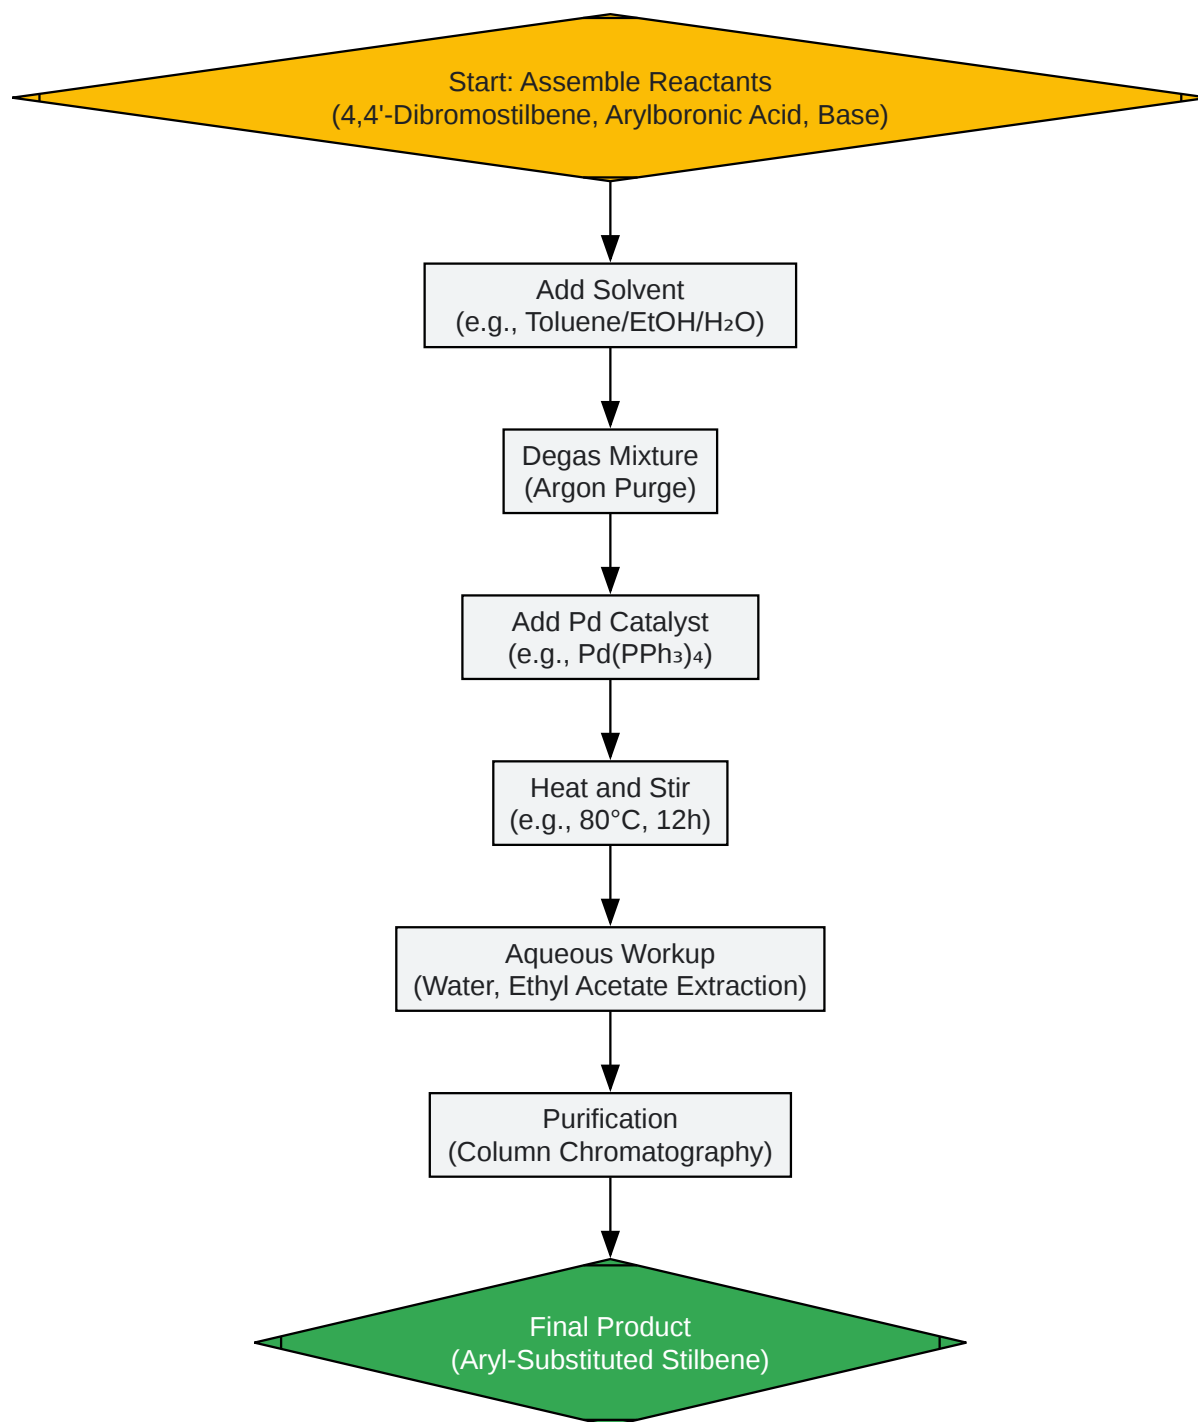 Start: Assemble Reactants
(4,4'-Dibromostilbene, Arylboronic Acid, Base)
Add Solvent
(e.g., Toluene/EtOH/H₂O)
Degas Mixture
(Argon Purge)
Add Pd Catalyst
(e.g., Pd(PPh₃)₄)
Heat and Stir
(e.g., 80°C, 12h)
Aqueous Workup
(Water, Ethyl Acetate Extraction)
Purification
(Column Chromatography)
Final Product
(Aryl-Substituted Stilbene)